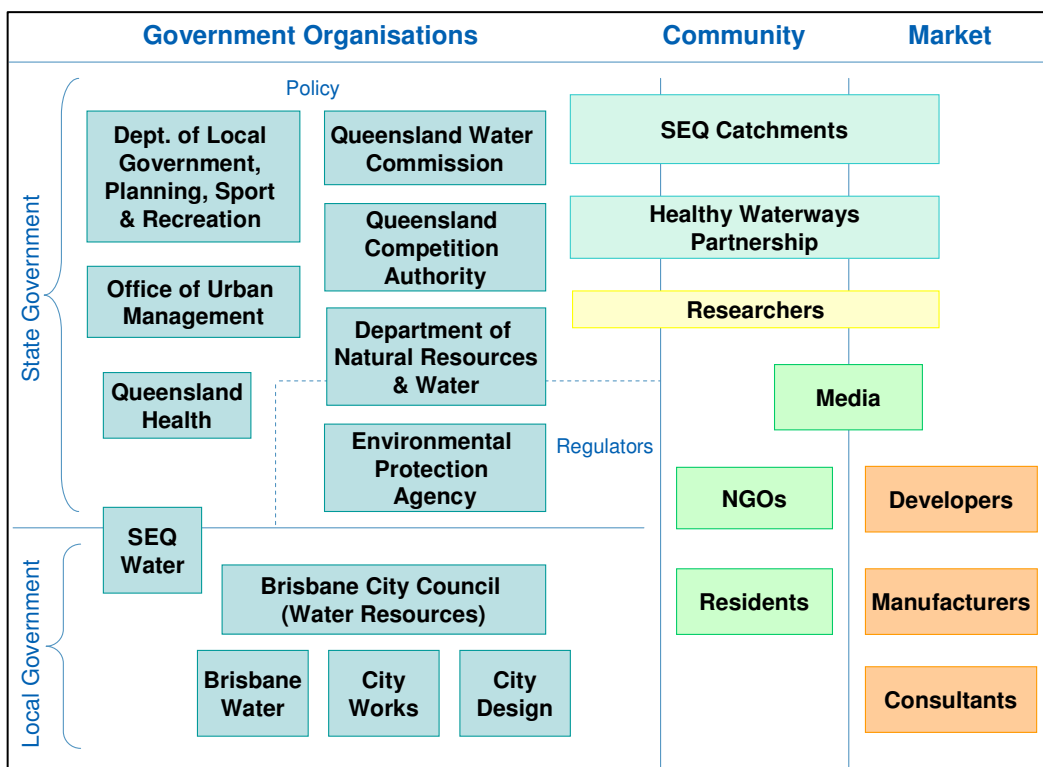 Government Organisations
Community
Market
State Government
Policy
Dept. of Local
Government,
Planning, Sport
& Recreation
Queensland Water
Commission
SEQ Catchments
Queensland
Competition
Authority
Healthy Waterways
Partnership
Office of Urban
Management
Researchers
Department of
Natural Resources
& Water
Queensland
Health
Media
Environmental
Protection
Agency
Regulators
NGOs
Developers
SEQ
Water
Local Government
Brisbane City Council
(Water Resources)
Residents
Manufacturers
Brisbane
Water
City
Works
City
Design
Consultants